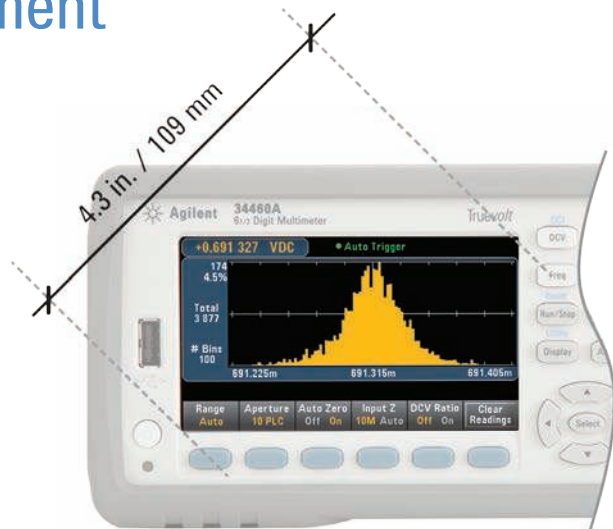 nent
4.3 in. / 109 mm
Agilent 34460A
6½ Digit Multimeter
Truevolt
+0.691 327 VDC
Auto Trigger
174
4.5%
Total
3 877
# Bins
100
691.225m 691.315m 691.405m
Range Aperture Auto Zero Input Z DCV Ratio Clear
Auto 10 PLC Off On 10M Auto Off On Readings
DCI
DCV
Freq
Run/Stop
Display
Select